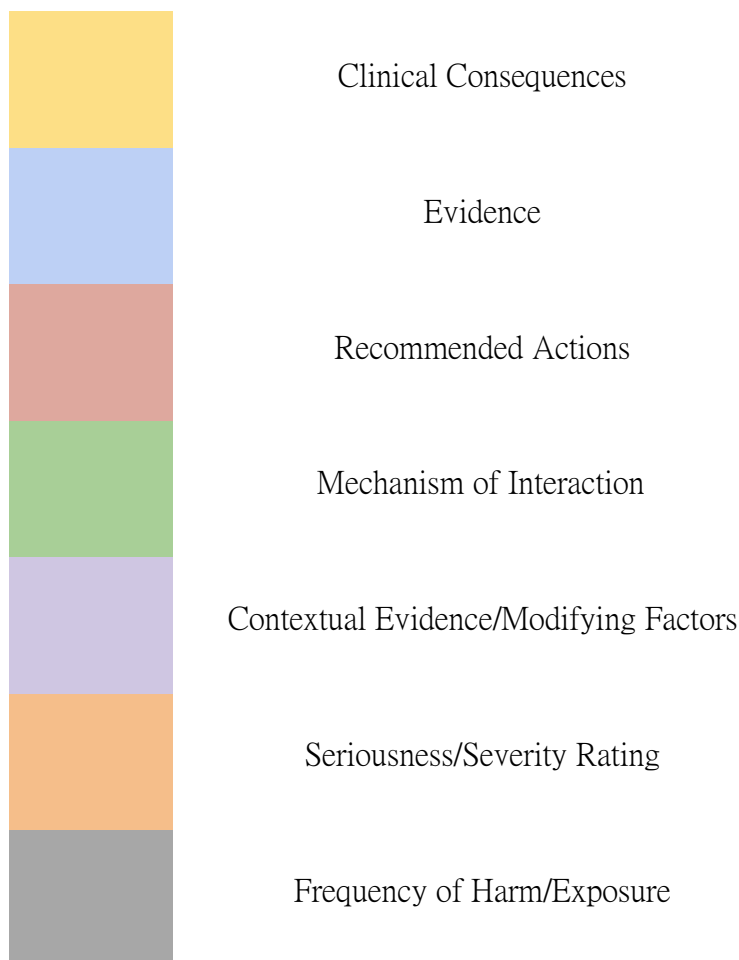 Clinical Consequences
Evidence
Recommended Actions
Mechanism of Interaction
Contextual Evidence/Modifying Factors
Seriousness/Severity Rating
Frequency of Harm/Exposure